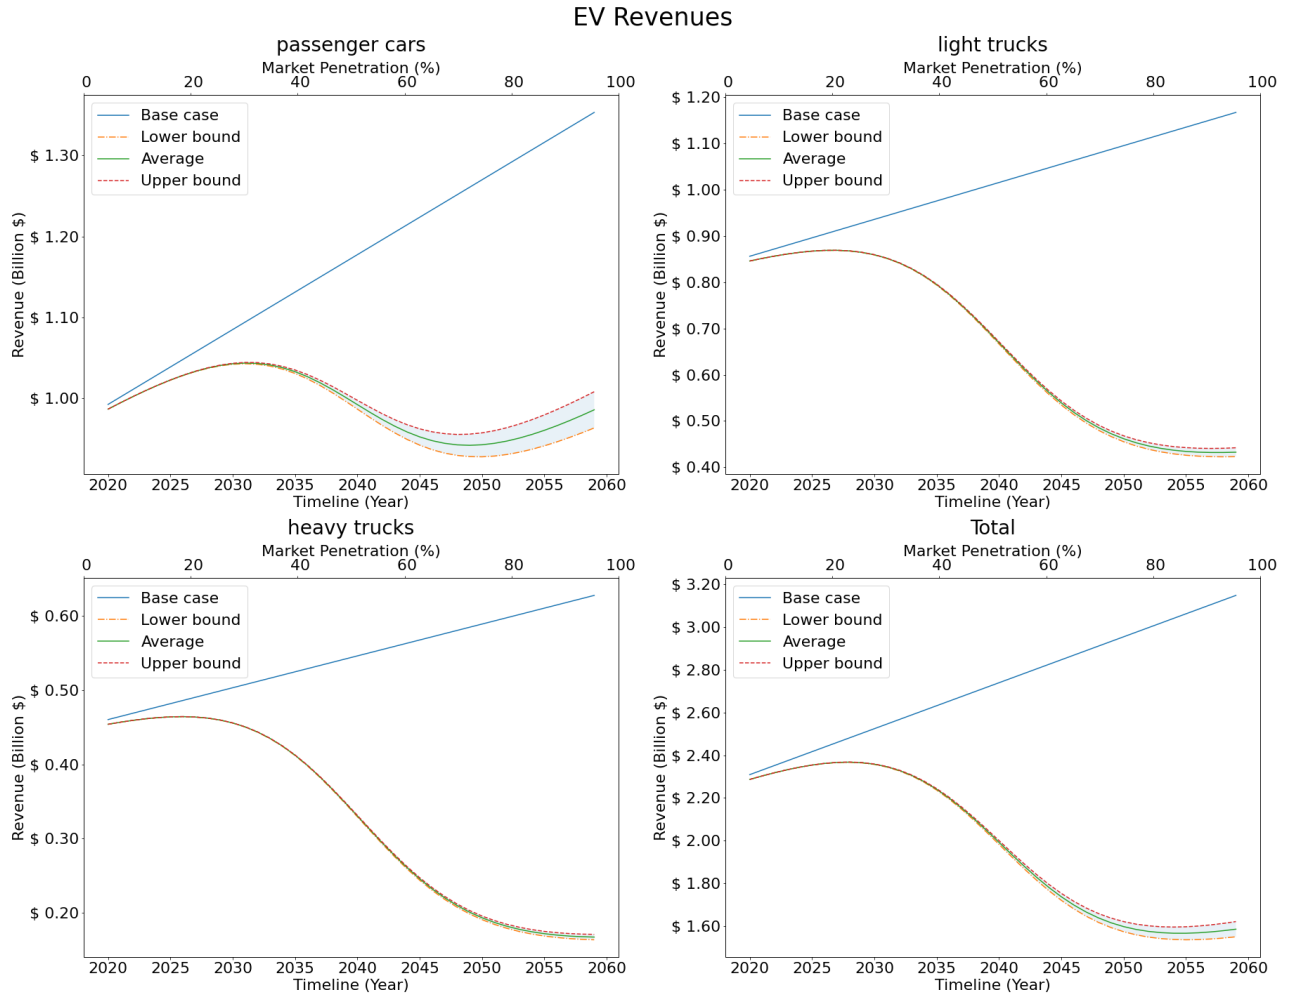 EV Revenues
passenger cars
Market Penetration (%)
0 20 40 60 80 100
Base case
Lower bound
Average
Upper bound
Revenue (Billion $)
$ 1.30
$ 1.20
$ 1.10
$ 1.00
2020 2025 2030 2035 2040 2045 2050 2055 2060
Timeline (Year)
light trucks
Market Penetration (%)
0 20 40 60 80 100
Base case
Lower bound
Average
Upper bound
Revenue (Billion $)
$ 1.20
$ 1.10
$ 1.00
$ 0.90
$ 0.80
$ 0.70
$ 0.60
$ 0.50
$ 0.40
2020 2025 2030 2035 2040 2045 2050 2055 2060
Timeline (Year)
heavy trucks
Market Penetration (%)
0 20 40 60 80 100
Base case
Lower bound
Average
Upper bound
Revenue (Billion $)
$ 0.60
$ 0.50
$ 0.40
$ 0.30
$ 0.20
2020 2025 2030 2035 2040 2045 2050 2055 2060
Timeline (Year)
Total
Market Penetration (%)
0 20 40 60 80 100
Base case
Lower bound
Average
Upper bound
Revenue (Billion $)
$ 3.20
$ 3.00
$ 2.80
$ 2.60
$ 2.40
$ 2.20
$ 2.00
$ 1.80
$ 1.60
2020 2025 2030 2035 2040 2045 2050 2055 2060
Timeline (Year)